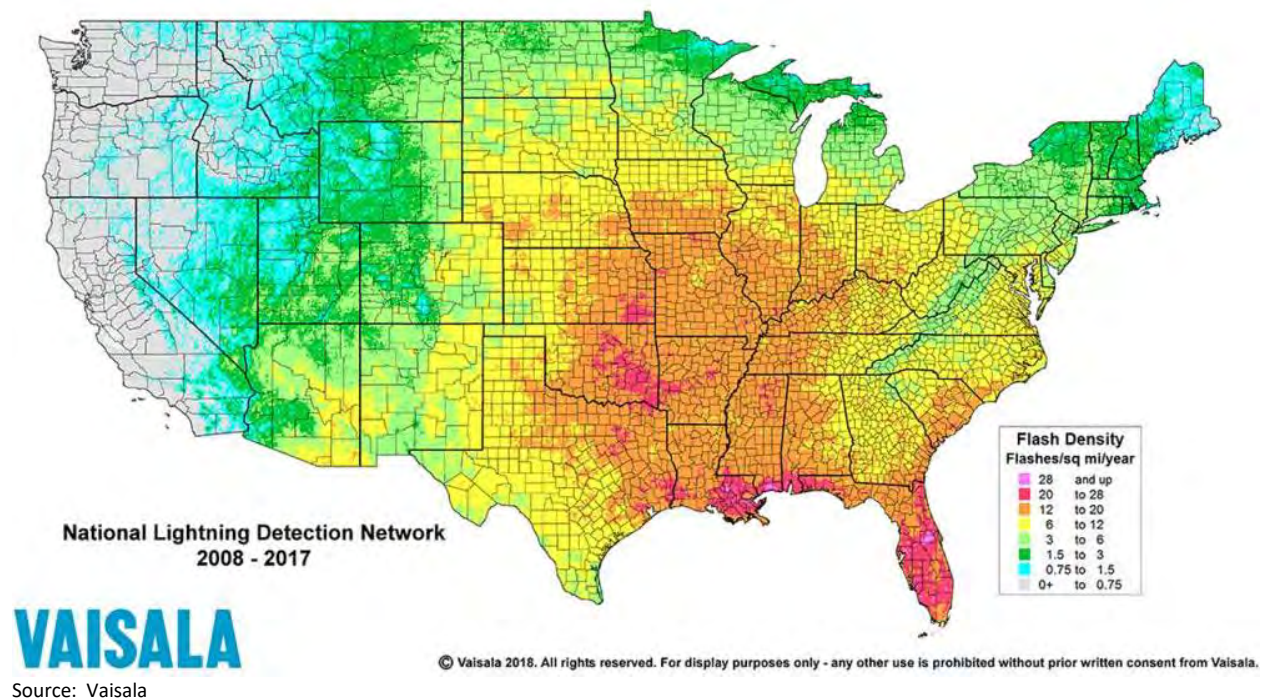 Flash Density
Flashes/sq mi/year
28 and up
20 to 28
12 to 20
6 to 12
3 to 6
1.5 to 3
0.75 to 1.5
0+ to 0.75
National Lightning Detection Network
2008 - 2017
VAISALA
© Vaisala 2018. All rights reserved. For display purposes only - any other use is prohibited without prior written consent from Vaisala.
Source: Vaisala